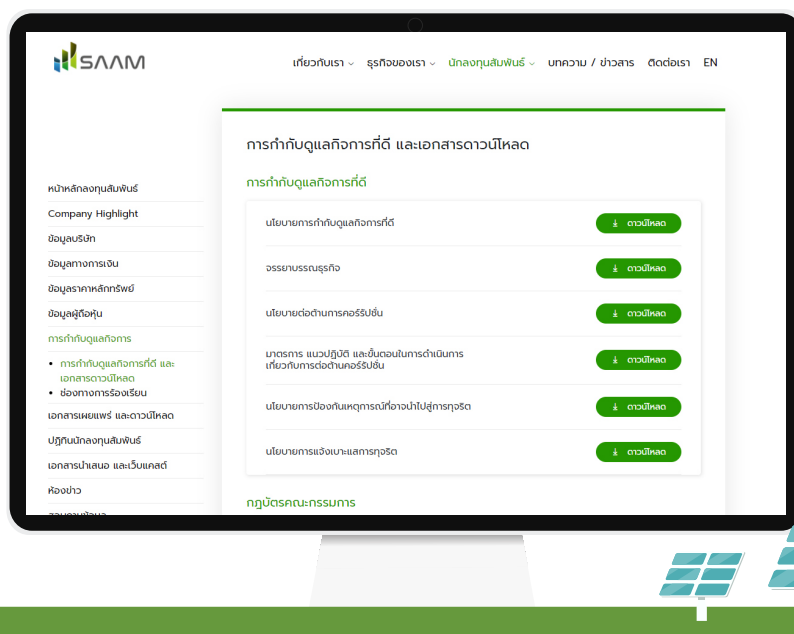 SAAM
เกี่ยวกับเรา ธุรกิจของเรา นักลงทุนสัมพันธ์ บทความ / ข่าวสาร ติดต่อเรา EN
การกำกับดูแลกิจการที่ดี และเอกสารดาวน์โหลด
การกำกับดูแลกิจการที่ดี
นโยบายการกำกับดูแลกิจการที่ดี ดาวน์โหลด
จรรยาบรรณธุรกิจ ดาวน์โหลด
นโยบายต่อต้านการคอร์รัปชั่น ดาวน์โหลด
มาตรการ แนวปฏิบัติ และขั้นตอนในการดำเนินการ
เกี่ยวกับการต่อต้านคอร์รัปชั่น ดาวน์โหลด
นโยบายการป้องกันเหตุการณ์ที่อาจนำไปสู่การทุจริต ดาวน์โหลด
นโยบายการแจ้งเบาะแสการทุจริต ดาวน์โหลด
กฎบัตรคณะกรรมการ
หน้าหลักลงทุนสัมพันธ์
Company Highlight
ข้อมูลบริษัท
ข้อมูลทางการเงิน
ข้อมูลราคาหลักทรัพย์
ข้อมูลผู้ถือหุ้น
การกำกับดูแลกิจการ
• การกำกับดูแลกิจการที่ดี และ
เอกสารดาวน์โหลด
• ช่องทางการร้องเรียน
เอกสารเผยแพร่ และดาวน์โหลด
ปฏิทินนักลงทุนสัมพันธ์
เอกสารนำเสนอ และเว็บแคสต์
ห้องข่าว